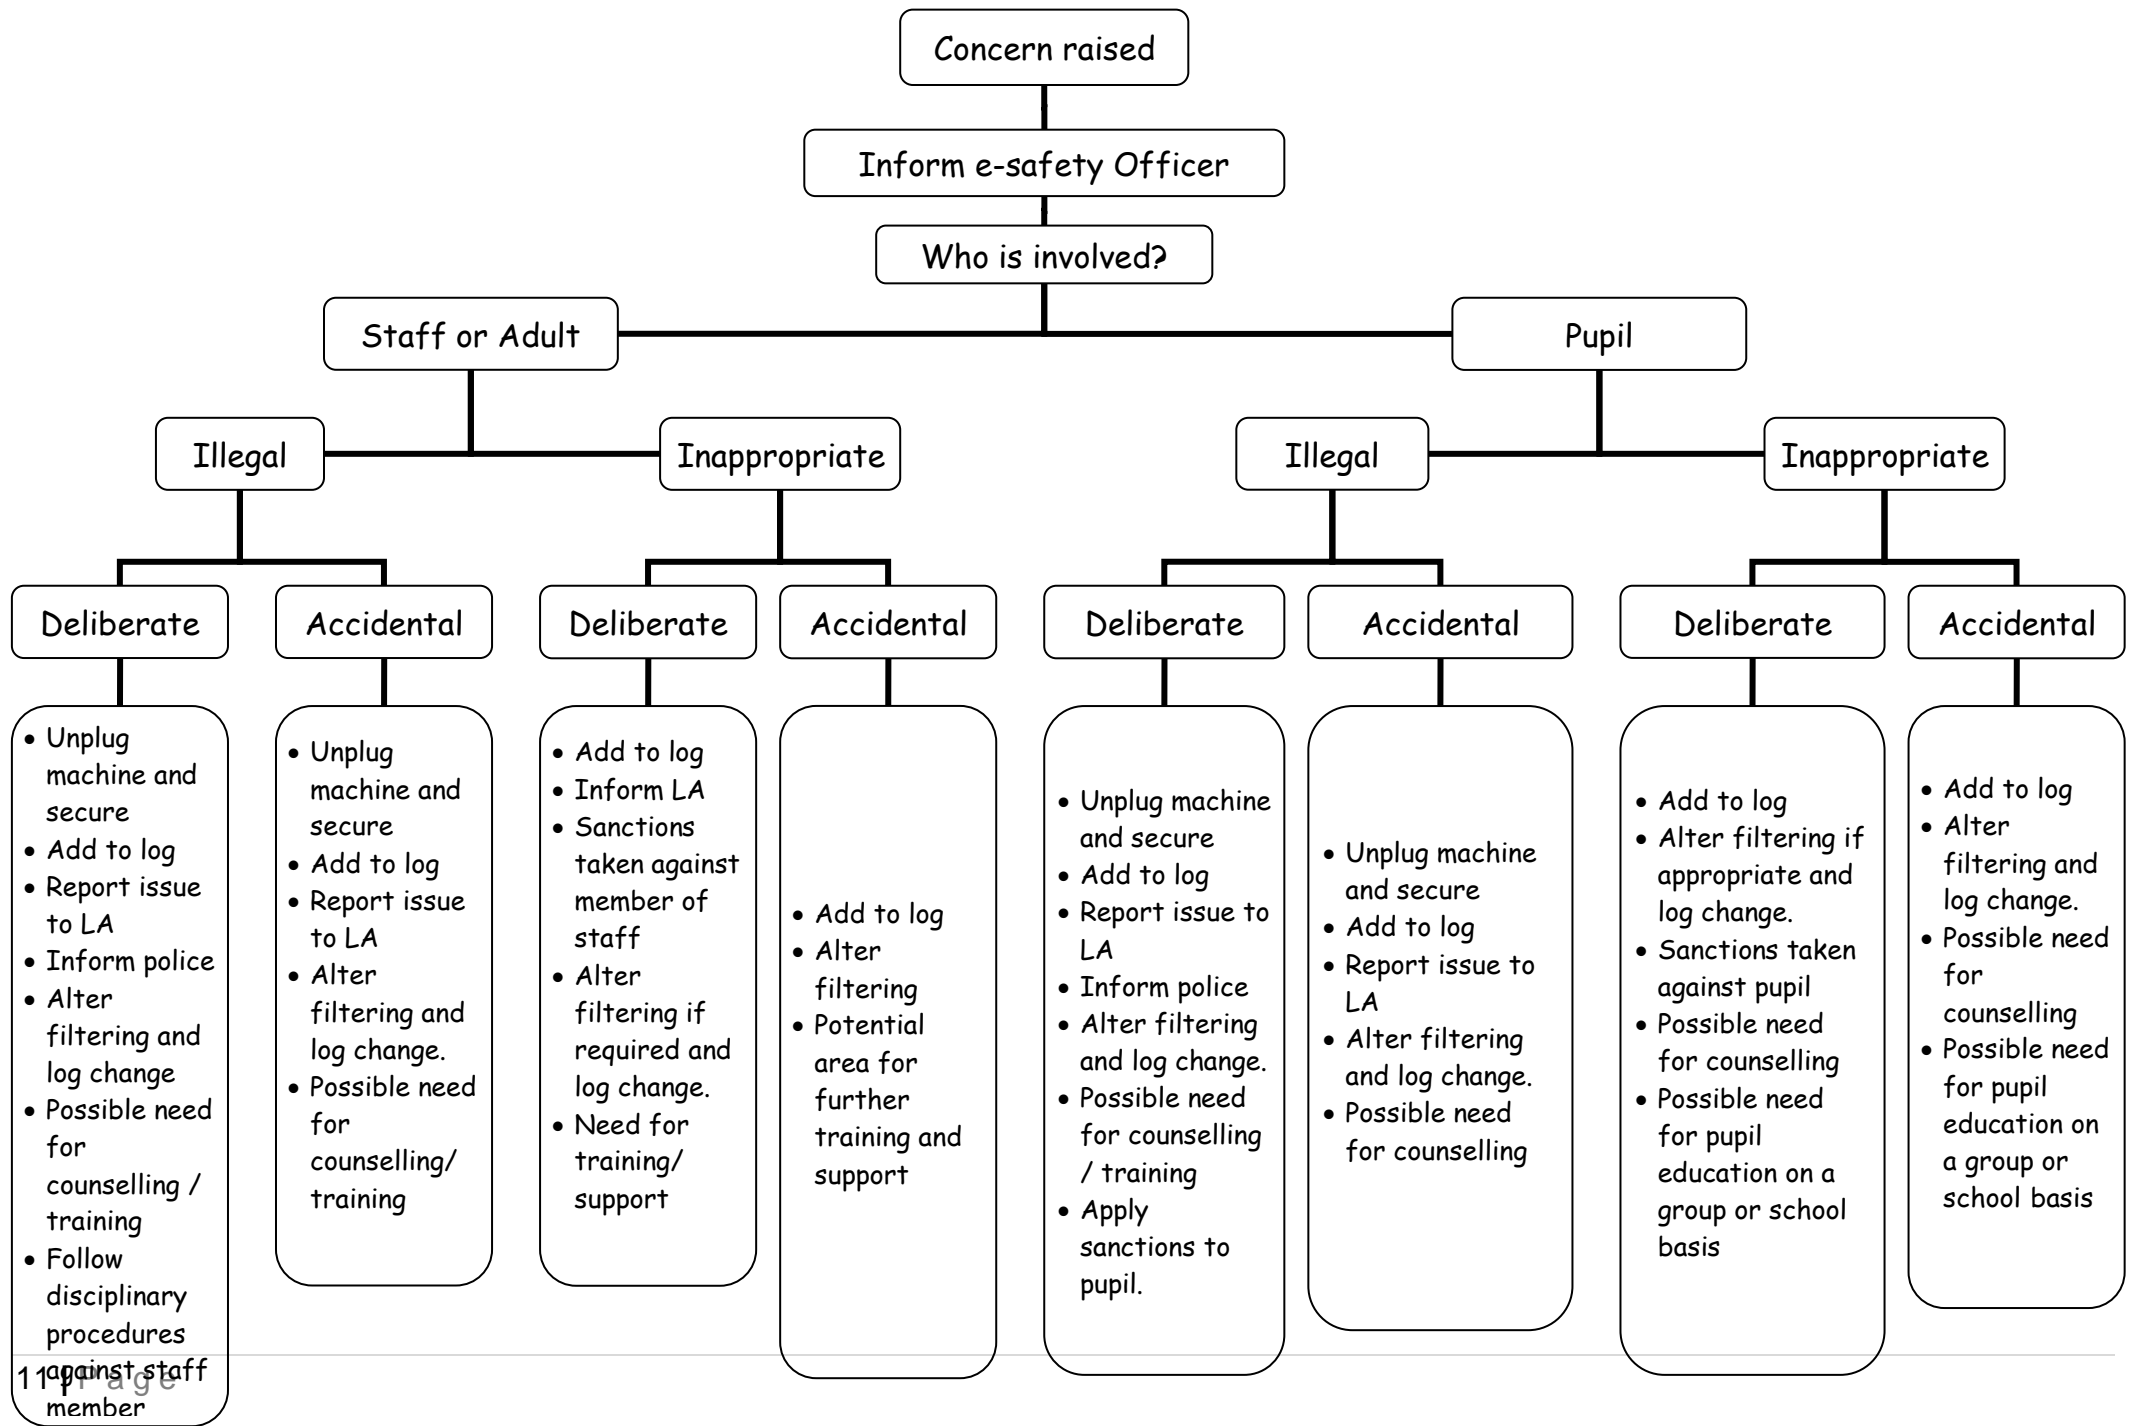 Concern raised
Inform e-safety Officer
Who is involved?
Staff or Adult
Pupil
Illegal
Inappropriate
Illegal
Inappropriate
Deliberate
Accidental
Deliberate
Accidental
Deliberate
Accidental
Deliberate
Accidental
• Unplug
machine and
secure
• Add to log
• Report issue
to LA
• Inform police
• Alter
filtering and
log change
• Possible need
for
counselling /
training
• Follow
disciplinary
procedures
against staff
member
• Unplug
machine and
secure
• Add to log
• Report issue
to LA
• Alter
filtering and
log change.
• Possible need
for
counselling/
training
• Add to log
• Inform LA
• Sanctions
taken against
member of
staff
• Alter
filtering if
required and
log change.
• Need for
training/
support
• Add to log
• Alter
filtering
• Potential
area for
further
training and
support
• Unplug machine
and secure
• Add to log
• Report issue to
LA
• Inform police
• Alter filtering
and log change.
• Possible need
for counselling
/ training
• Apply
sanctions to
pupil.
• Unplug machine
and secure
• Add to log
• Report issue to
LA
• Alter filtering
and log change.
• Possible need
for counselling
• Add to log
• Alter filtering if
appropriate and
log change.
• Sanctions taken
against pupil
• Possible need
for counselling
• Possible need
for pupil
education on a
group or school
basis
• Add to log
• Alter
filtering and
log change.
• Possible need
for
counselling
• Possible need
for pupil
education on
a group or
school basis
11 | Page